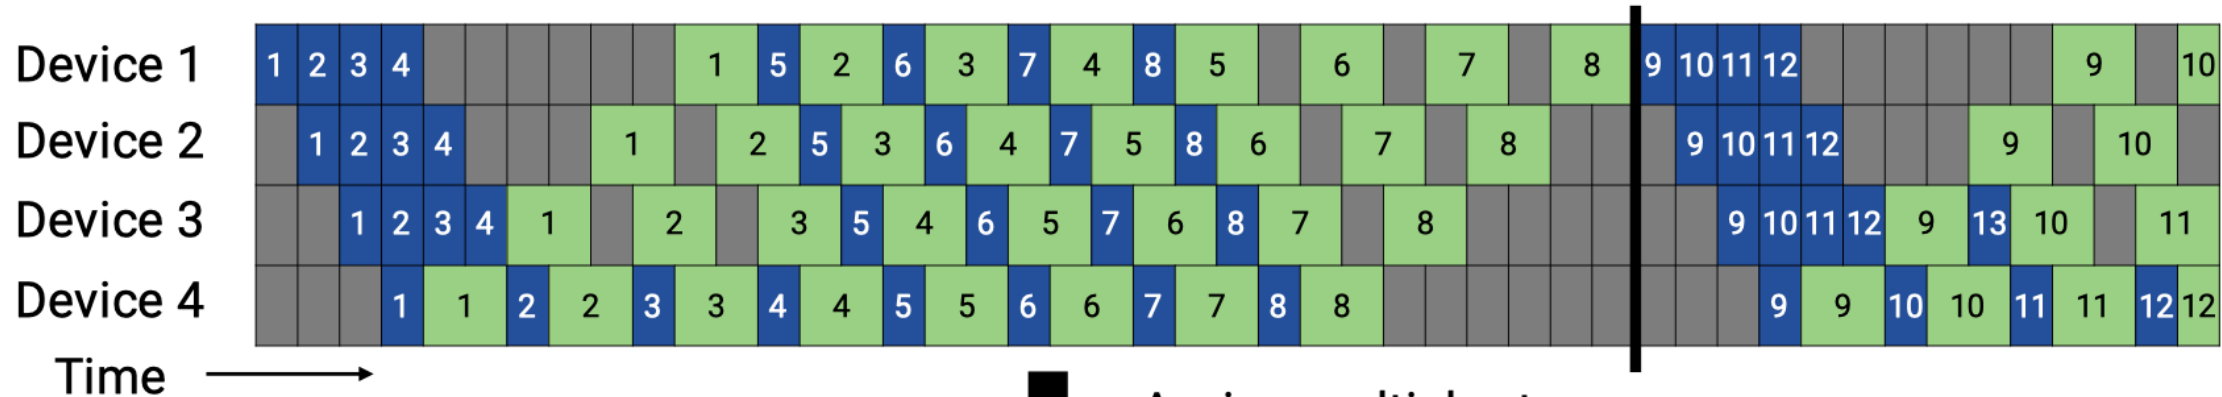 Device 1 1 2 3 4 1 5 2 6 3 7 4 8 5 6 7 8 9 10 11 12 9 10
Device 2 1 2 3 4 1 2 5 3 6 4 7 5 8 6 7 8 9 10 11 12 9 10
Device 3 1 2 3 4 1 2 3 5 4 6 5 7 6 8 7 8 9 10 11 12 9 13 10 11
Device 4 1 1 2 2 3 3 4 4 5 5 6 6 7 7 8 8 9 9 10 10 11 11 12 12
Time